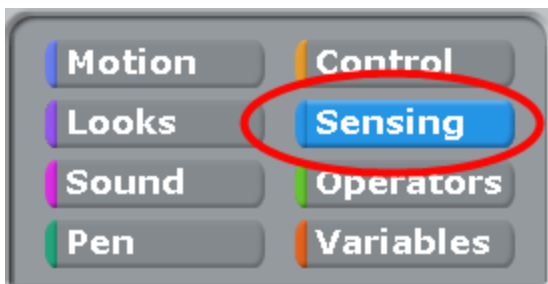 Motion Control
Looks Sensing
Sound Operators
Pen Variables